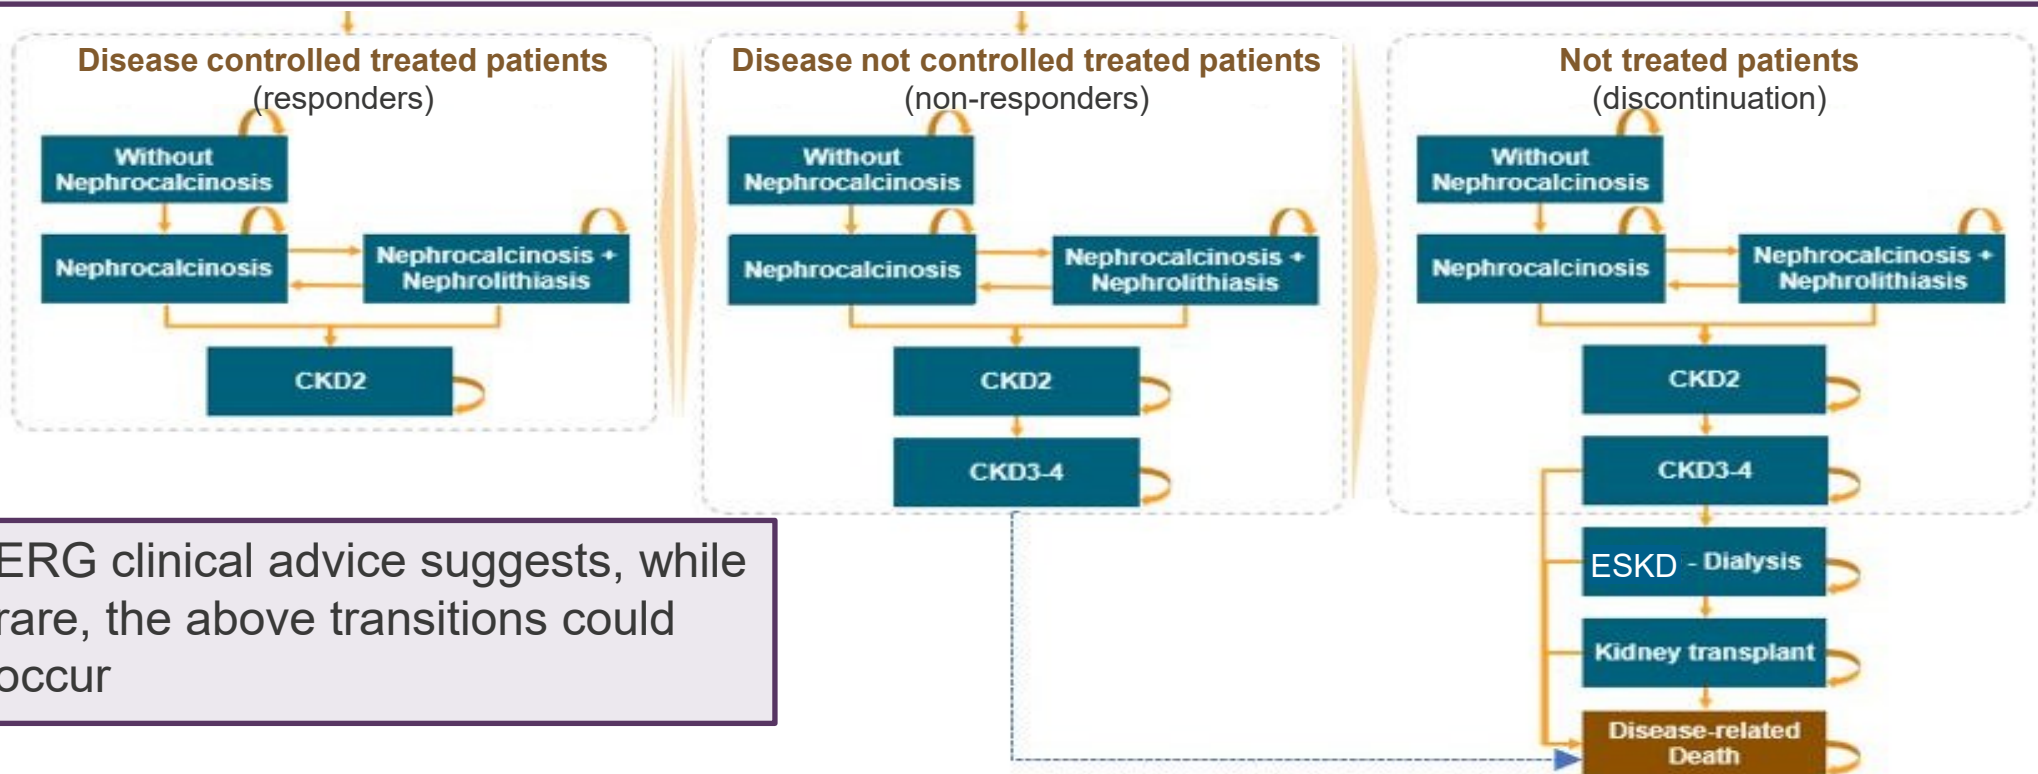 Disease controlled treated patients
(responders)
Without
Nephrocalcinosis
Nephrocalcinosis
Nephrocalcinosis +
Nephrolithiasis
CKD2
Disease not controlled treated patients
(non-responders)
Without
Nephrocalcinosis
Nephrocalcinosis
Nephrocalcinosis +
Nephrolithiasis
CKD2
CKD3-4
Not treated patients
(discontinuation)
Without
Nephrocalcinosis
Nephrocalcinosis
Nephrocalcinosis +
Nephrolithiasis
CKD2
CKD3-4
ESKD - Dialysis
Kidney transplant
Disease-related
Death
ERG clinical advice suggests, while
rare, the above transitions could
occur